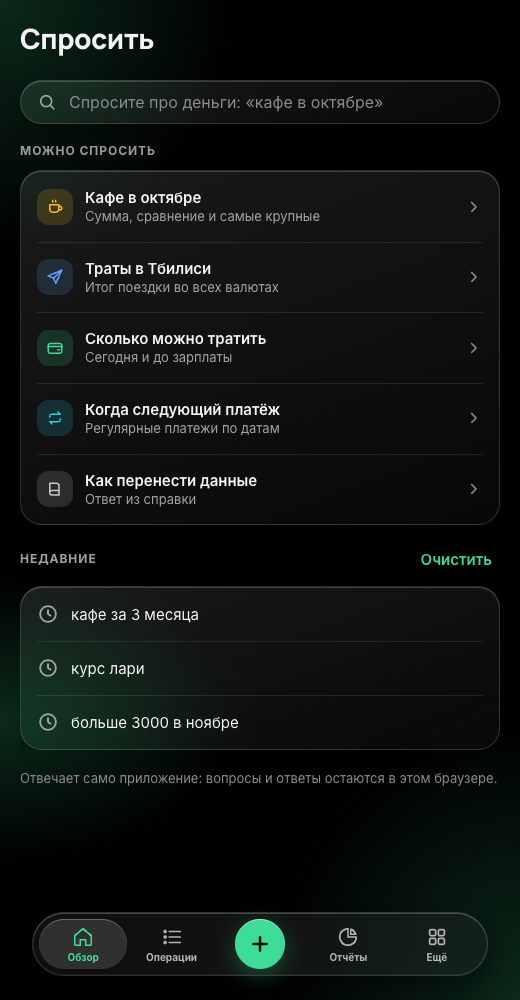 Спросить
Спросите про деньги: «кафе в октябре»
МОЖНО СПРОСИТЬ
Кафе в октябре
Сумма, сравнение и самые крупные
Траты в Тбилиси
Итог поездки во всех валютах
Сколько можно тратить
Сегодня и до зарплаты
Когда следующий платёж
Регулярные платежи по датам
Как перенести данные
Ответ из справки
НЕДАВНИЕ
Очистить
кафе за 3 месяца
курс лари
больше 3000 в ноябре
Отвечает само приложение: вопросы и ответы остаются в этом браузере.
Обзор
Операции
Отчёты
Ещё